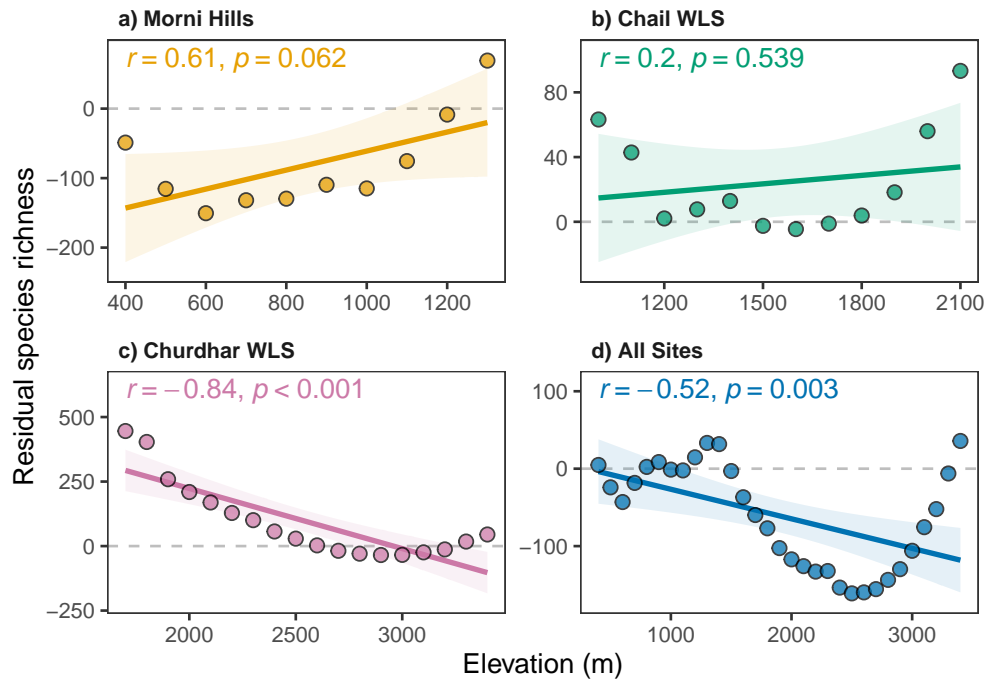 a) Morni Hills
r = 0.61, p = 0.062
0
−100
−200
400 600 800 1000 1200
b) Chail WLS
r = 0.2, p = 0.539
80
40
0
1200 1500 1800 2100
c) Churdhar WLS
r = −0.84, p < 0.001
500
250
0
−250
2000 2500 3000
d) All Sites
r = −0.52, p = 0.003
100
0
−100
1000 2000 3000
Residual species richness
Elevation (m)